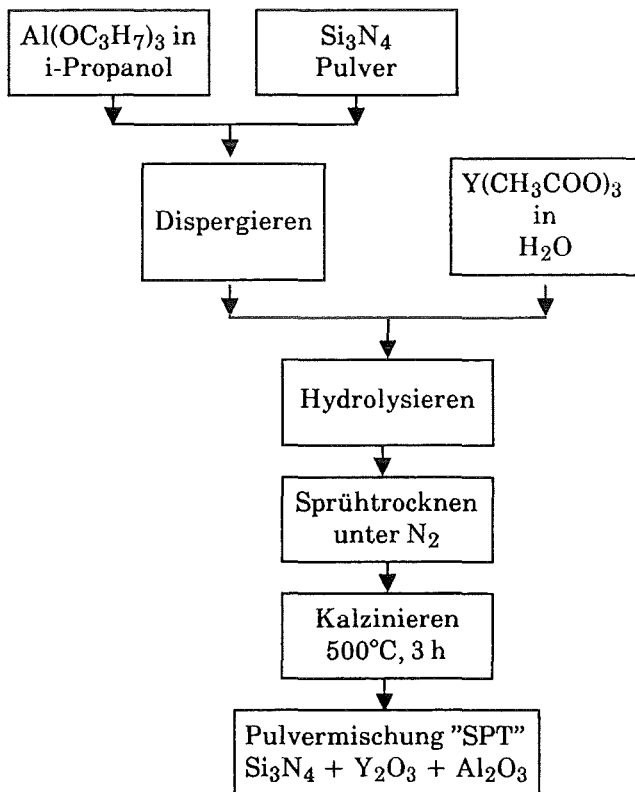 Al(OC₃H₇)₃ in
i-Propanol
Si₃N₄
Pulver
Dispergieren
Y(CH₃COO)₃
in
H₂O
Hydrolysieren
Sprühtrocknen
unter N₂
Kalzinieren
500°C, 3 h
Pulvermischung ”SPT”
Si₃N₄ + Y₂O₃ + Al₂O₃